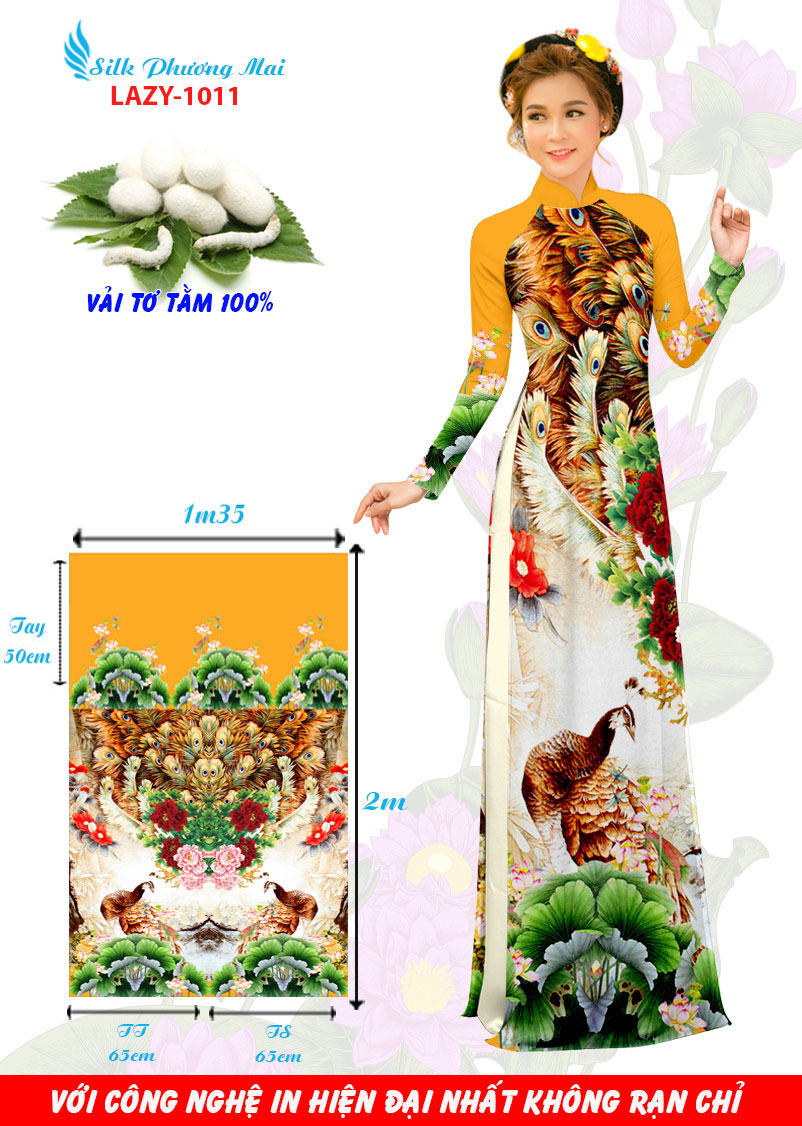 Silk Phương Mai
LAZY-1011
VẢI TƠ TẰM 100%
1m35
Tay
50cm
2m
TT
65cm
TS
65cm
VỚI CÔNG NGHỆ IN HIỆN ĐẠI NHẤT KHÔNG RẠN CHỈ